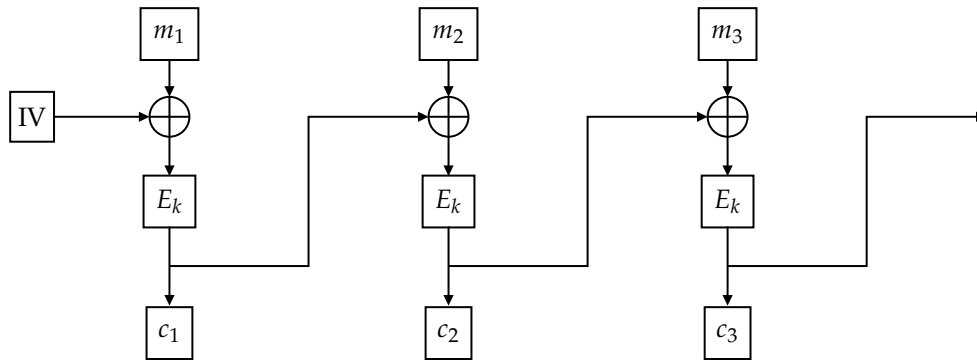 m₁ m₂ m₃
IV
Eₖ Eₖ Eₖ
c₁ c₂ c₃